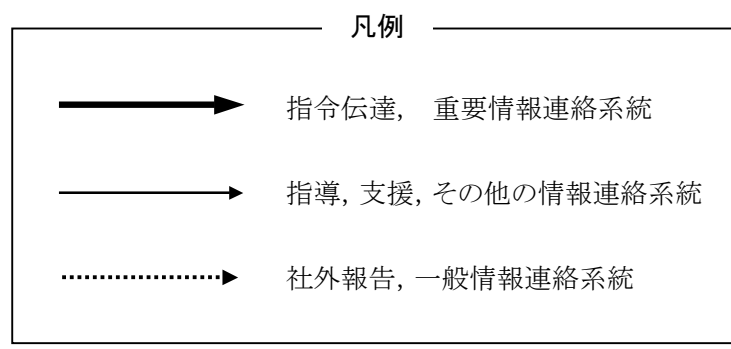 凡例
指令伝達, 重要情報連絡系統
指導, 支援, その他の情報連絡系統
社外報告, 一般情報連絡系統